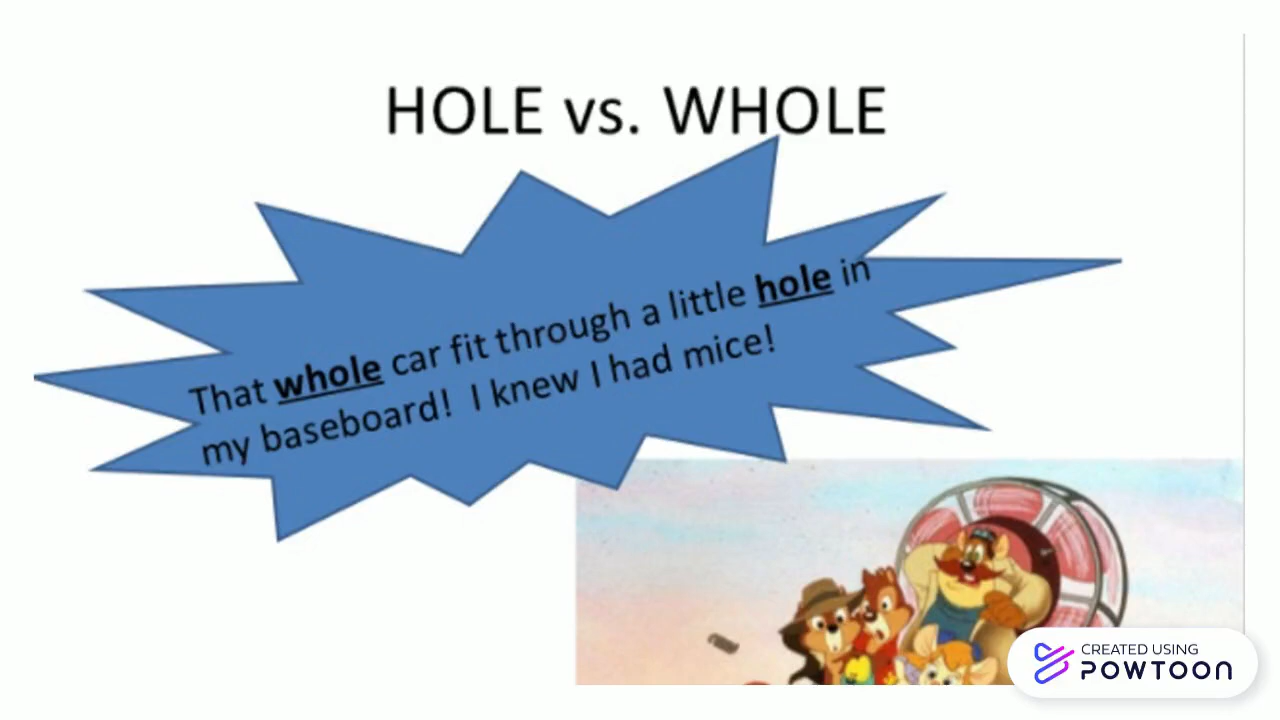 HOLE vs. WHOLE
That whole car fit through a little hole in
my baseboard! I knew I had mice!
CREATED USING
POWTOON